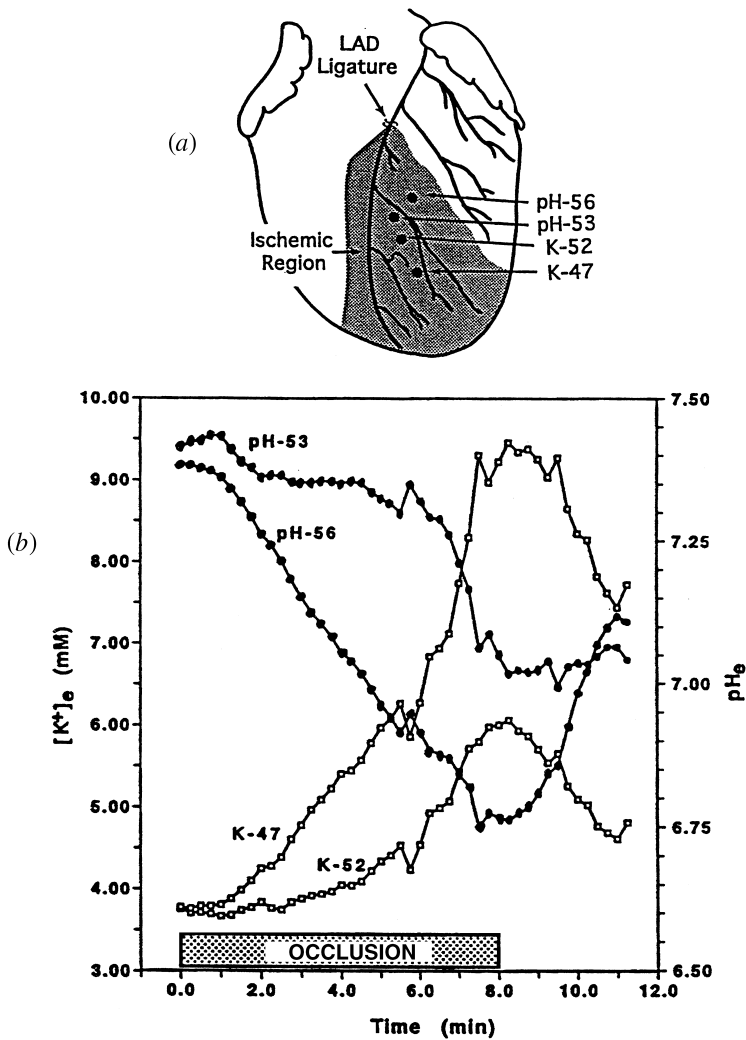 LAD
Ligature
(a)
pH-56
pH-53
K-52
K-47
Ischemic
Region
(b)
10.00
9.00
8.00
7.00
6.00
5.00
4.00
3.00
[K+]e (mM)
7.50
7.25
7.00
6.75
6.50
pHe
pH-53
pH-56
K-47
K-52
OCCLUSION
0.0 2.0 4.0 6.0 8.0 10.0 12.0
Time (min)